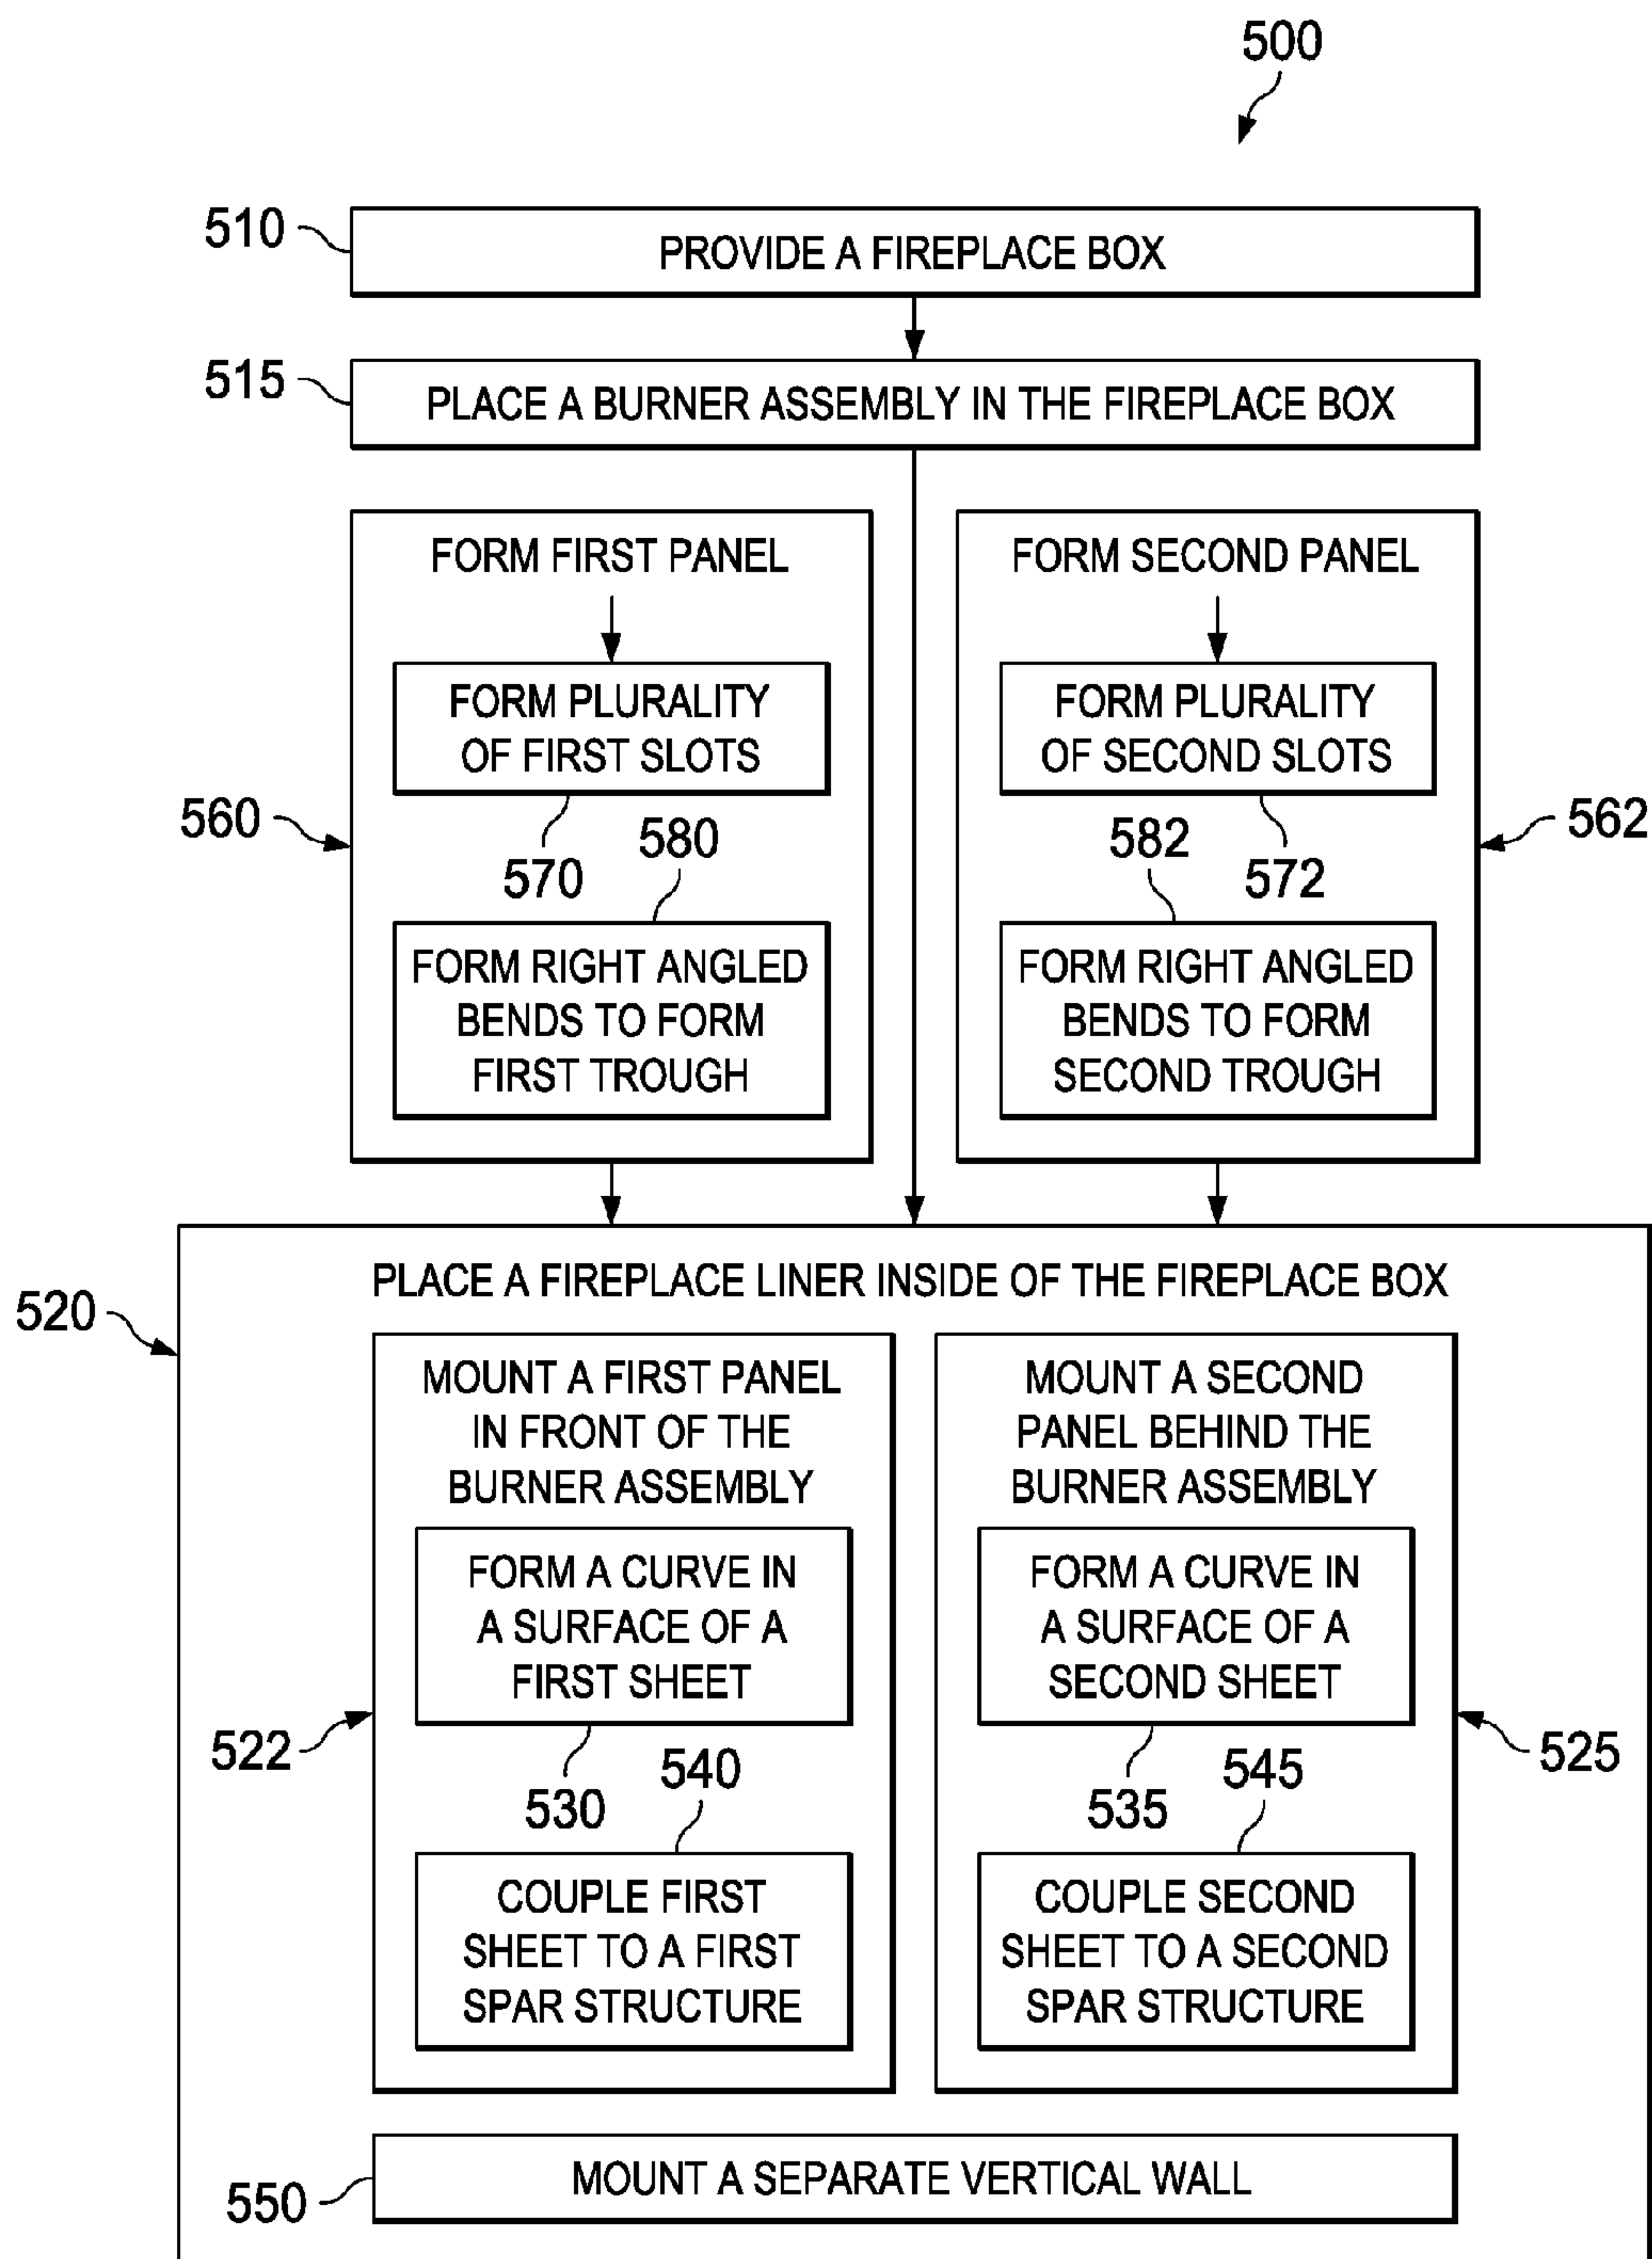 500
510
PROVIDE A FIREPLACE BOX
515
PLACE A BURNER ASSEMBLY IN THE FIREPLACE BOX
FORM FIRST PANEL
FORM PLURALITY
OF FIRST SLOTS
560
570
580
FORM RIGHT ANGLED
BENDS TO FORM
FIRST TROUGH
FORM SECOND PANEL
FORM PLURALITY
OF SECOND SLOTS
562
582
572
FORM RIGHT ANGLED
BENDS TO FORM
SECOND TROUGH
520
PLACE A FIREPLACE LINER INSIDE OF THE FIREPLACE BOX
MOUNT A FIRST PANEL
IN FRONT OF THE
BURNER ASSEMBLY
FORM A CURVE IN
A SURFACE OF A
FIRST SHEET
522
530
540
COUPLE FIRST
SHEET TO A FIRST
SPAR STRUCTURE
MOUNT A SECOND
PANEL BEHIND THE
BURNER ASSEMBLY
FORM A CURVE IN
A SURFACE OF A
SECOND SHEET
525
535
545
COUPLE SECOND
SHEET TO A SECOND
SPAR STRUCTURE
550
MOUNT A SEPARATE VERTICAL WALL